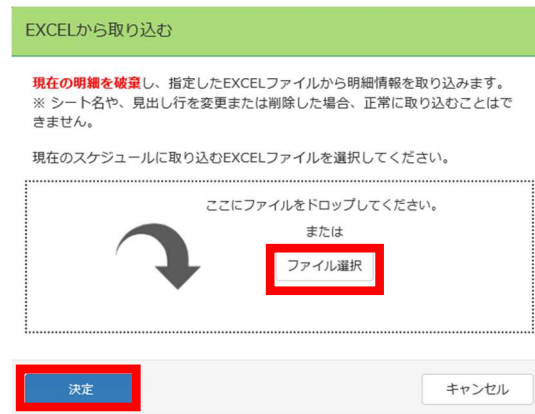 EXCELから取り込む
現在の明細を破棄し、指定したEXCELファイルから明細情報を取り込みます。
※ シート名や、見出し行を変更または削除した場合、正常に取り込むことはで
きません。
現在のスケジュールに取り込むEXCELファイルを選択してください。
ここにファイルをドロップしてください。
または
ファイル選択
決定
キャンセル